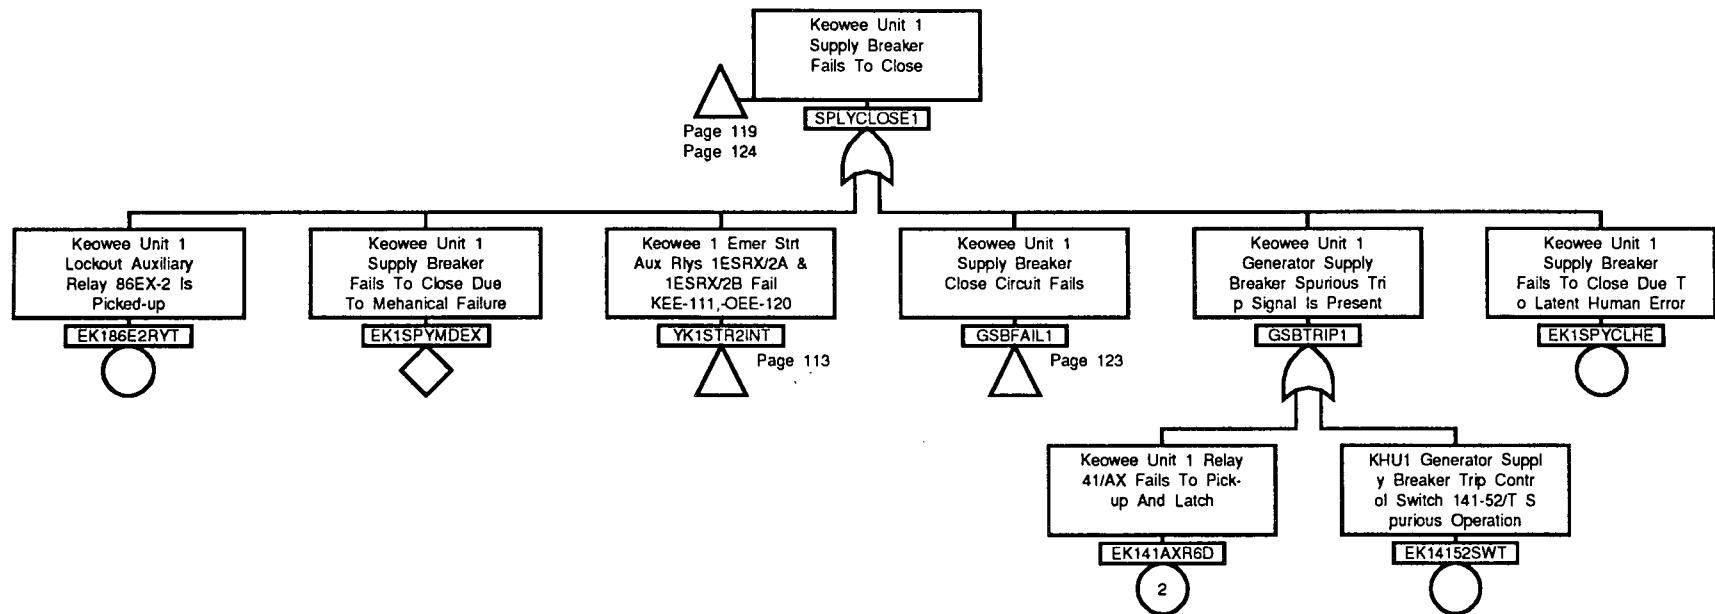 Keowee Unit 1
Supply Breaker
Fails To Close
SPLYCLOSE1
Page 119
Page 124
Keowee Unit 1
Lockout Auxiliary
Relay 86EX-2 Is
Picked-up
EK186E2RYT
Keowee Unit 1
Supply Breaker
Fails To Close Due
To Mehanical Failure
EK1SPYMDEX
Keowee 1 Emer Strt
Aux Rlys 1ESRX/2A &
1ESRX/2B Fail
KEE-111,-OEE-120
YK1STR2INT
Page 113
Keowee Unit 1
Supply Breaker
Close Circuit Fails
GSBFAIL1
Page 123
Keowee Unit 1
Generator Supply
Breaker Spurious Tri
p Signal Is Present
GSBTRIP1
Keowee Unit 1
Supply Breaker
Fails To Close Due T
o Latent Human Error
EK1SPYCLHE
Keowee Unit 1 Relay
41/AX Fails To Pick-
up And Latch
EK141AXR6D
2
KHU1 Generator Suppl
y Breaker Trip Contr
ol Switch 141-52/T S
purious Operation
EK14152SWT